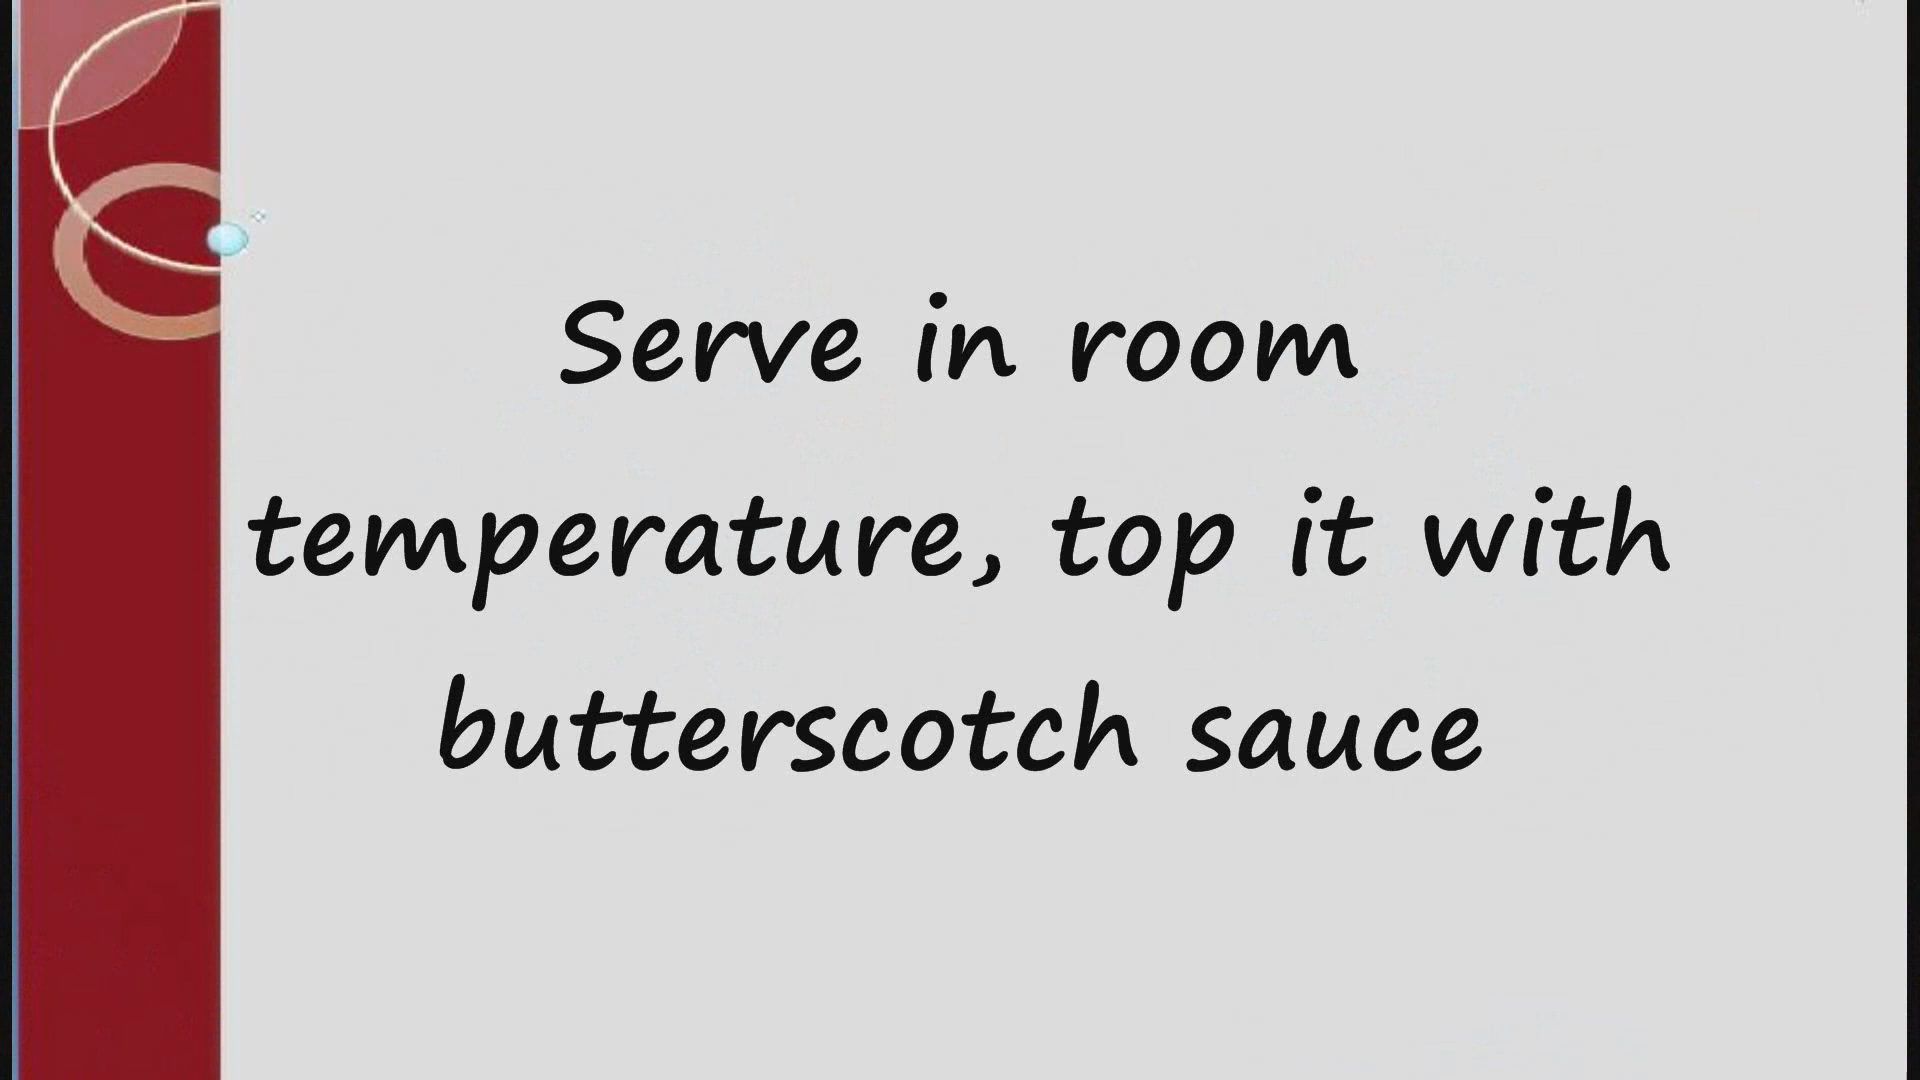 Serve in room
temperature, top it with
butterscotch sauce